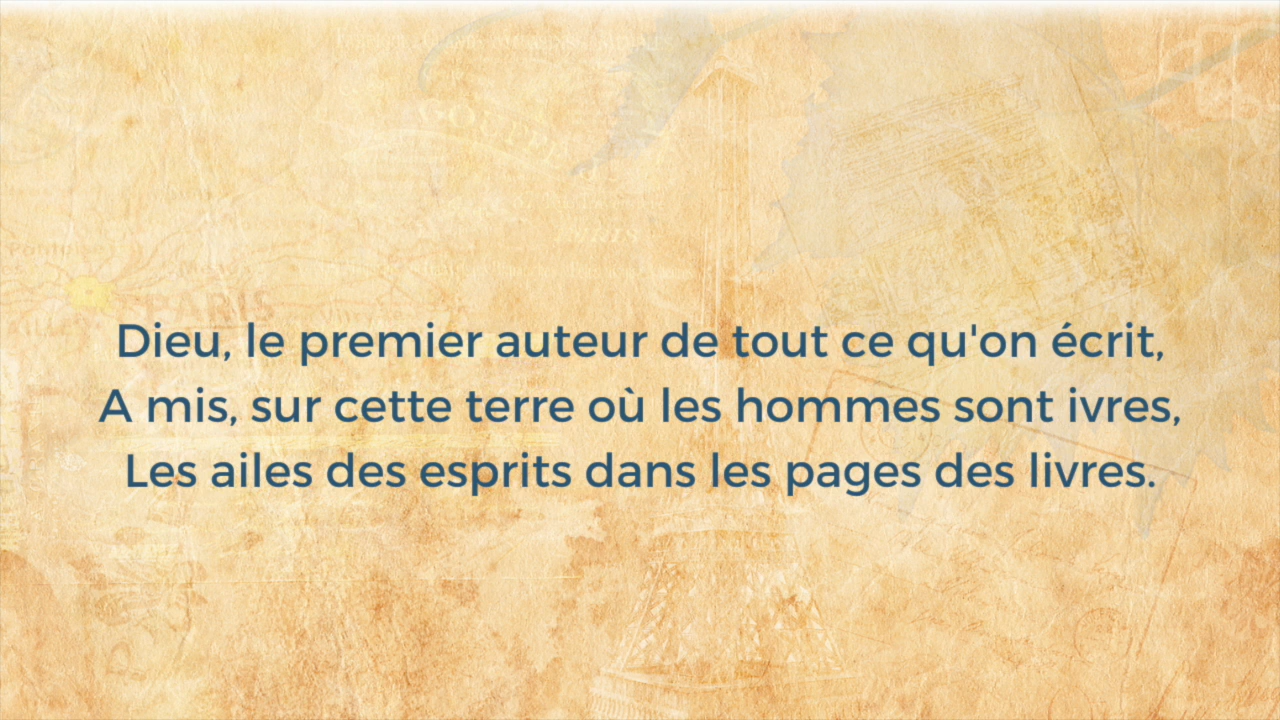 Dieu, le premier auteur de tout ce qu'on écrit,
A mis, sur cette terre où les hommes sont ivres,
Les ailes des esprits dans les pages des livres.
PARIS